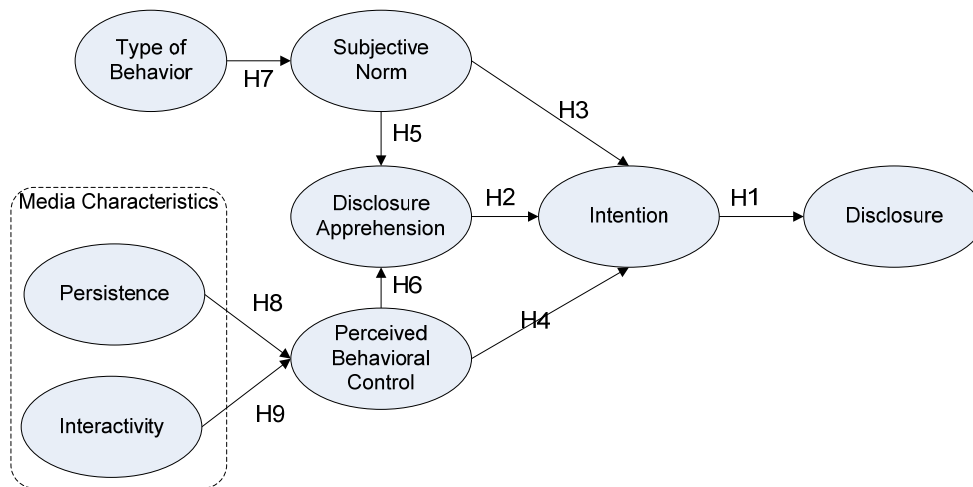 Type of
Behavior
H7
Subjective
Norm
H3
H5
Media Characteristics
Disclosure
Apprehension
H2
Intention
H1
Disclosure
Persistence
H8
H6
Perceived
Behavioral
Control
H4
Interactivity
H9